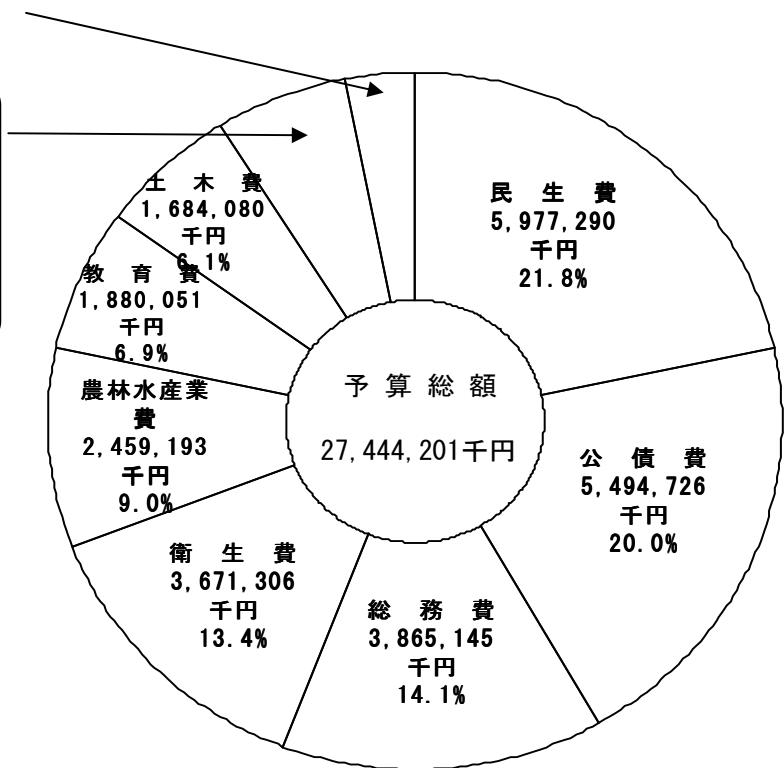 民生費
5,977,290
千円
21.8%
公債費
5,494,726
千円
20.0%
総務費
3,865,145
千円
14.1%
衛生費
3,671,306
千円
13.4%
農林水産業
費
2,459,193
千円
9.0%
教育費
1,880,051
千円
6.9%
土木費
1,684,080
千円
6.1%
予算総額
27,444,201千円